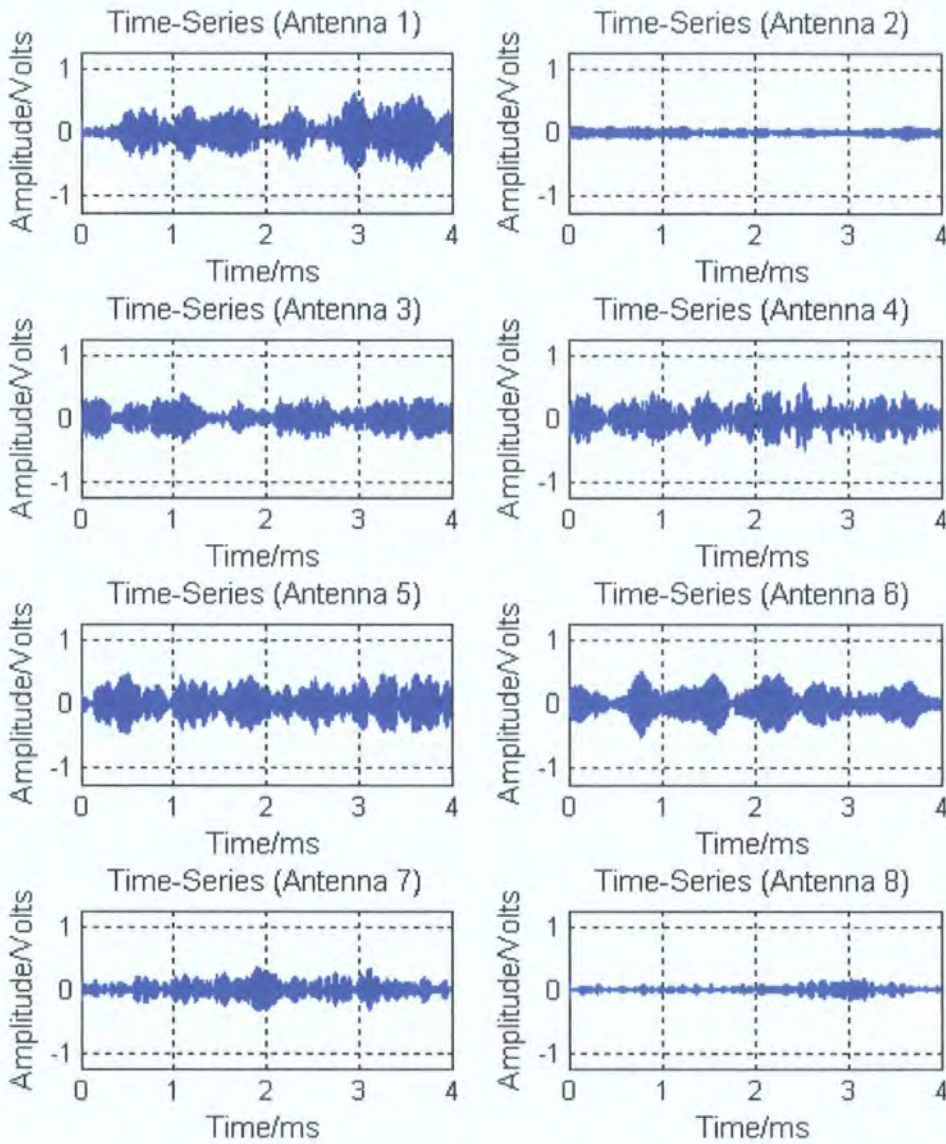 Time-Series (Antenna 1)
Amplitude/Volts
1
0
-1
0 1 2 3 4
Time/ms
Time-Series (Antenna 2)
Amplitude/Volts
1
0
-1
0 1 2 3 4
Time/ms
Time-Series (Antenna 3)
Amplitude/Volts
1
0
-1
0 1 2 3 4
Time/ms
Time-Series (Antenna 4)
Amplitude/Volts
1
0
-1
0 1 2 3 4
Time/ms
Time-Series (Antenna 5)
Amplitude/Volts
1
0
-1
0 1 2 3 4
Time/ms
Time-Series (Antenna 6)
Amplitude/Volts
1
0
-1
0 1 2 3 4
Time/ms
Time-Series (Antenna 7)
Amplitude/Volts
1
0
-1
0 1 2 3 4
Time/ms
Time-Series (Antenna 8)
Amplitude/Volts
1
0
-1
0 1 2 3 4
Time/ms